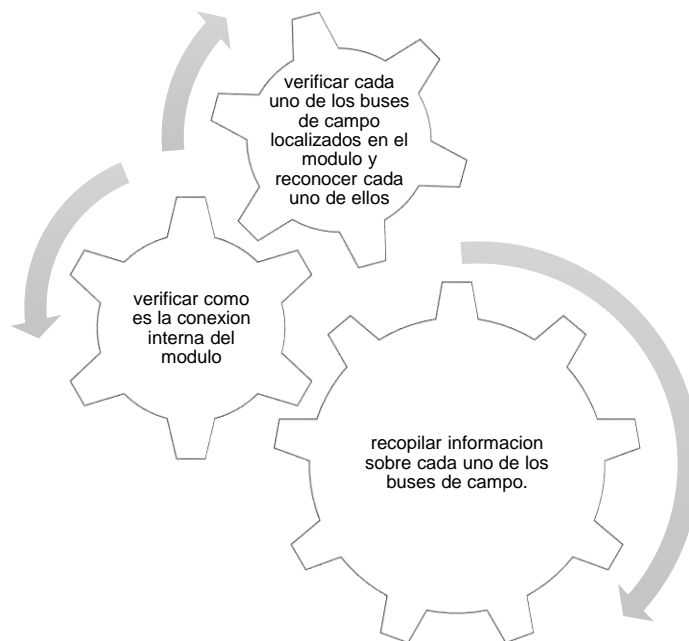 verificar cada
uno de los buses
de campo
localizados en el
modulo y
reconocer cada
uno de ellos
verificar como
es la conexion
interna del
modulo
recopilar informacion
sobre cada uno de los
buses de campo.